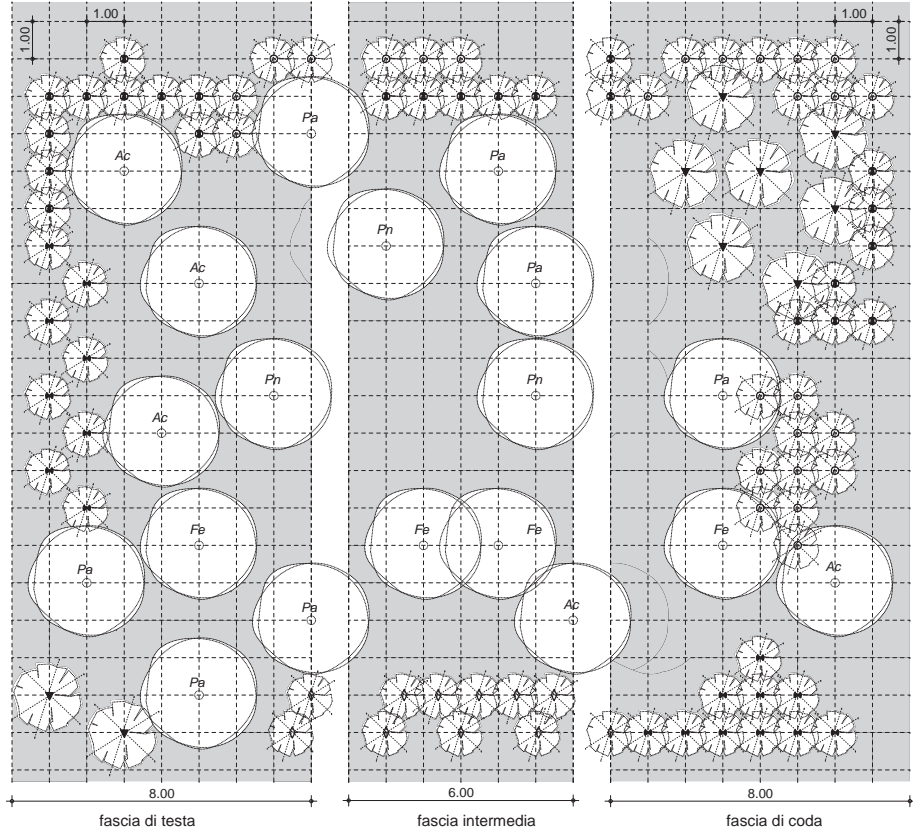 1.00
1.00
1.00
1.00
Pa
Ac
Pa
Pn
Ac
Pa
Pn
Pn
Pa
Ac
Fe
Fe
Fe
Fe
Pa
Ac
Pa
Ac
Pa
8.00
6.00
8.00
fascia di testa
fascia intermedia
fascia di coda